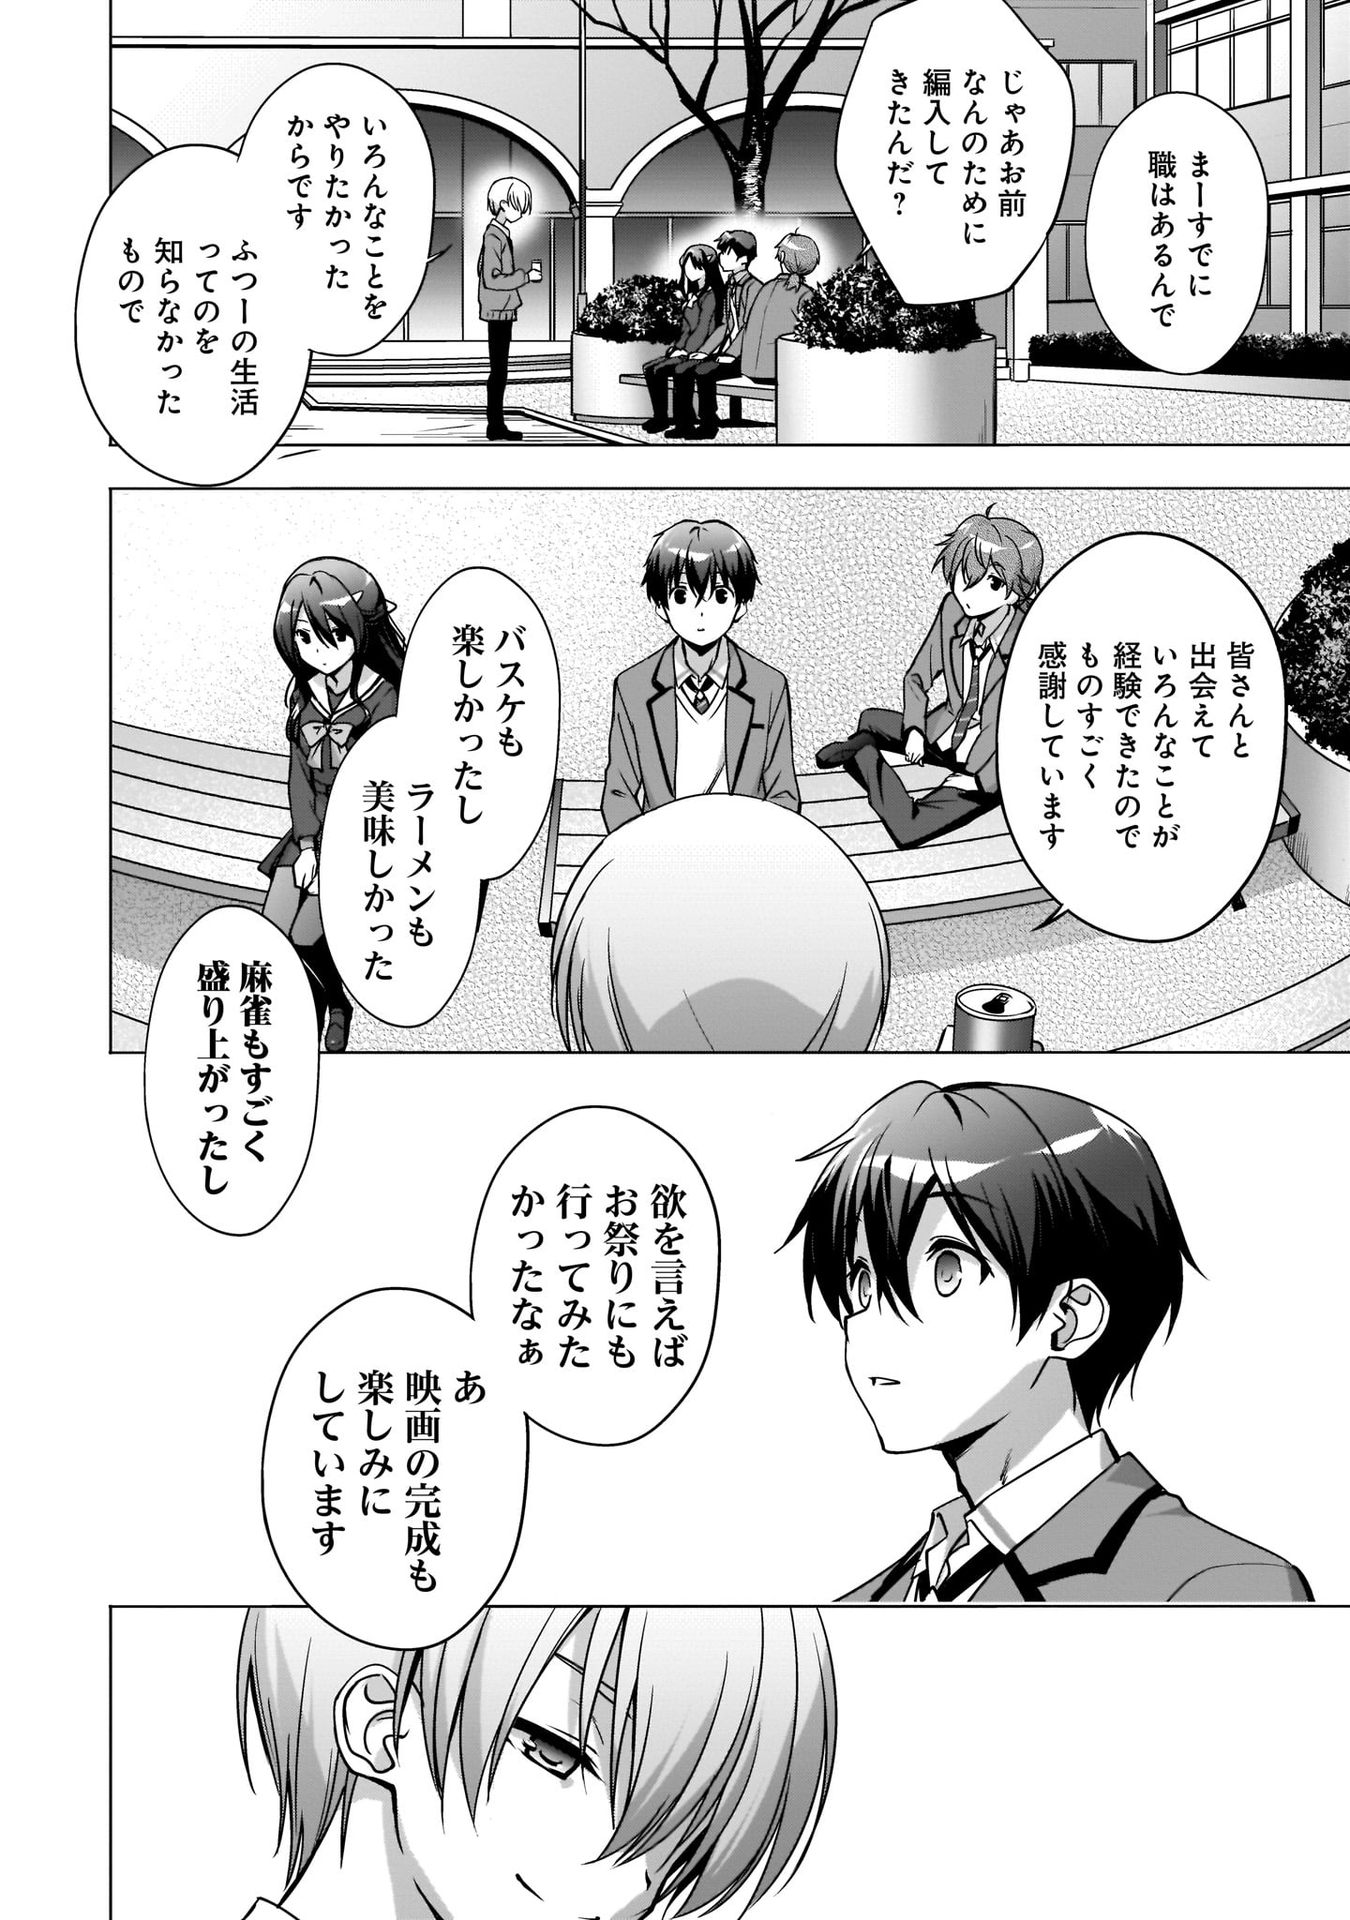 まーすでに
職はあるんで
じゃあお前
なんのために
編入して
きたんだ?
いろんなことを
やりたかった
からです
ふつーの生活
ってのを
知らなかった
もので
皆さんと
出会えて
いろんなことが
経験できたので
ものすごく
感謝しています
バスケも
楽しかったし
ラーメンも
美味しかった
麻雀もすごく
盛り上がったし
欲を言えば
お祭りにも
行ってみた
かったなぁ
あ
映画の完成も
楽しみに
しています